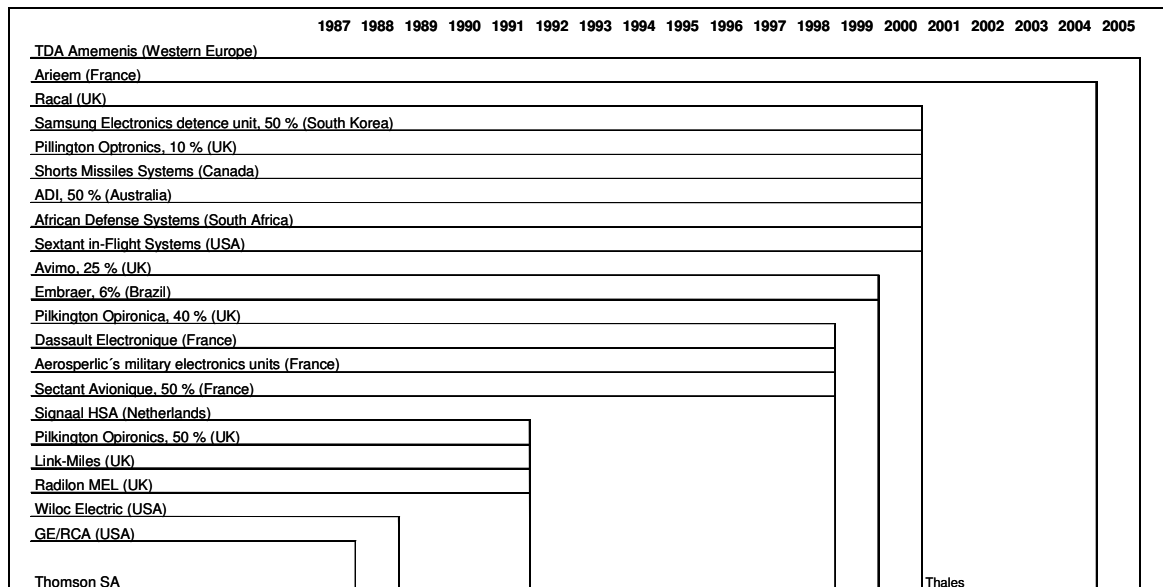 1987 1988 1989 1990 1991 1992 1993 1994 1995 1996 1997 1998 1999 2000 2001 2002 2003 2004 2005
TDA Amemenis (Western Europe)
Arieem (France)
Racal (UK)
Samsung Electronics detence unit, 50 % (South Korea)
Pillington Optronics, 10 % (UK)
Shorts Missiles Systems (Canada)
ADI, 50 % (Australia)
African Defense Systems (South Africa)
Sextant in-Flight Systems (USA)
Avimo, 25 % (UK)
Embraer, 6% (Brazil)
Pilkington Opironica, 40 % (UK)
Dassault Electronique (France)
Aerosperlic´s military electronics units (France)
Sectant Avionique, 50 % (France)
Signaal HSA (Netherlands)
Pilkington Opironics, 50 % (UK)
Link-Miles (UK)
Radilon MEL (UK)
Wiloc Electric (USA)
GE/RCA (USA)
Thomson SA Thales